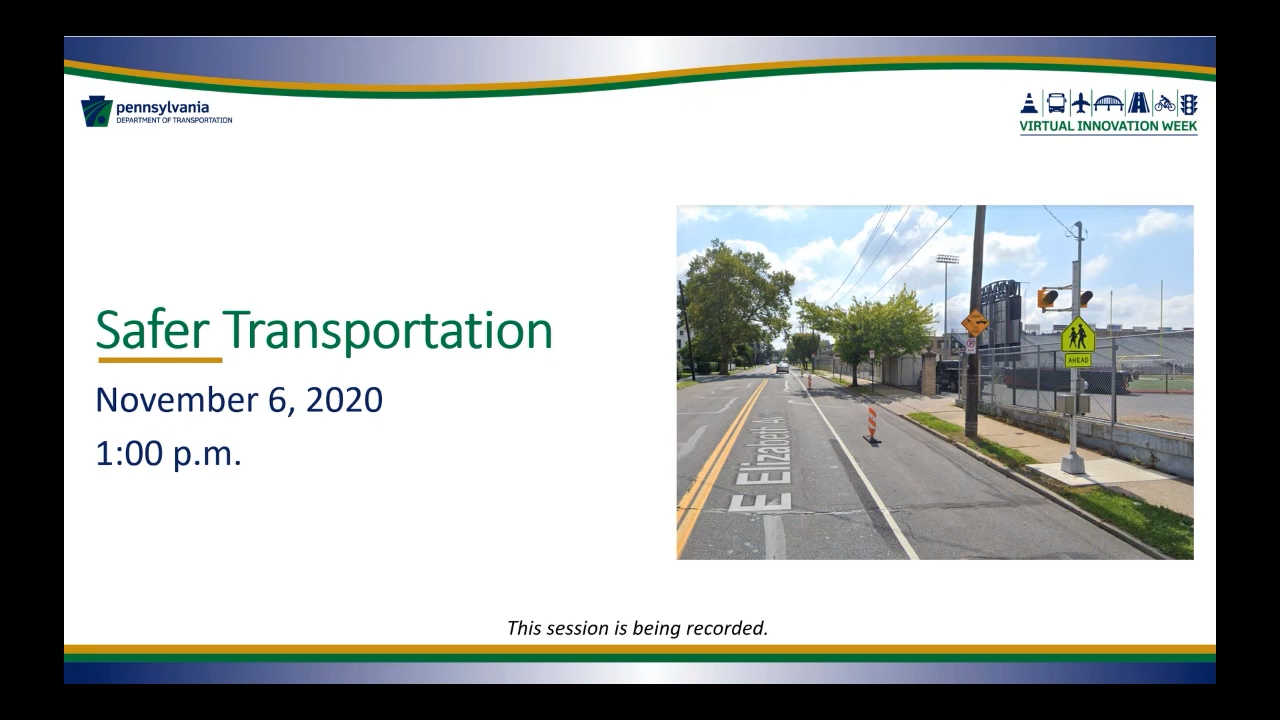 pennsylvania
DEPARTMENT OF TRANSPORTATION
VIRTUAL INNOVATION WEEK
Safer Transportation
November 6, 2020
1:00 p.m.
AHEAD
E Elizabeth Av
This session is being recorded.